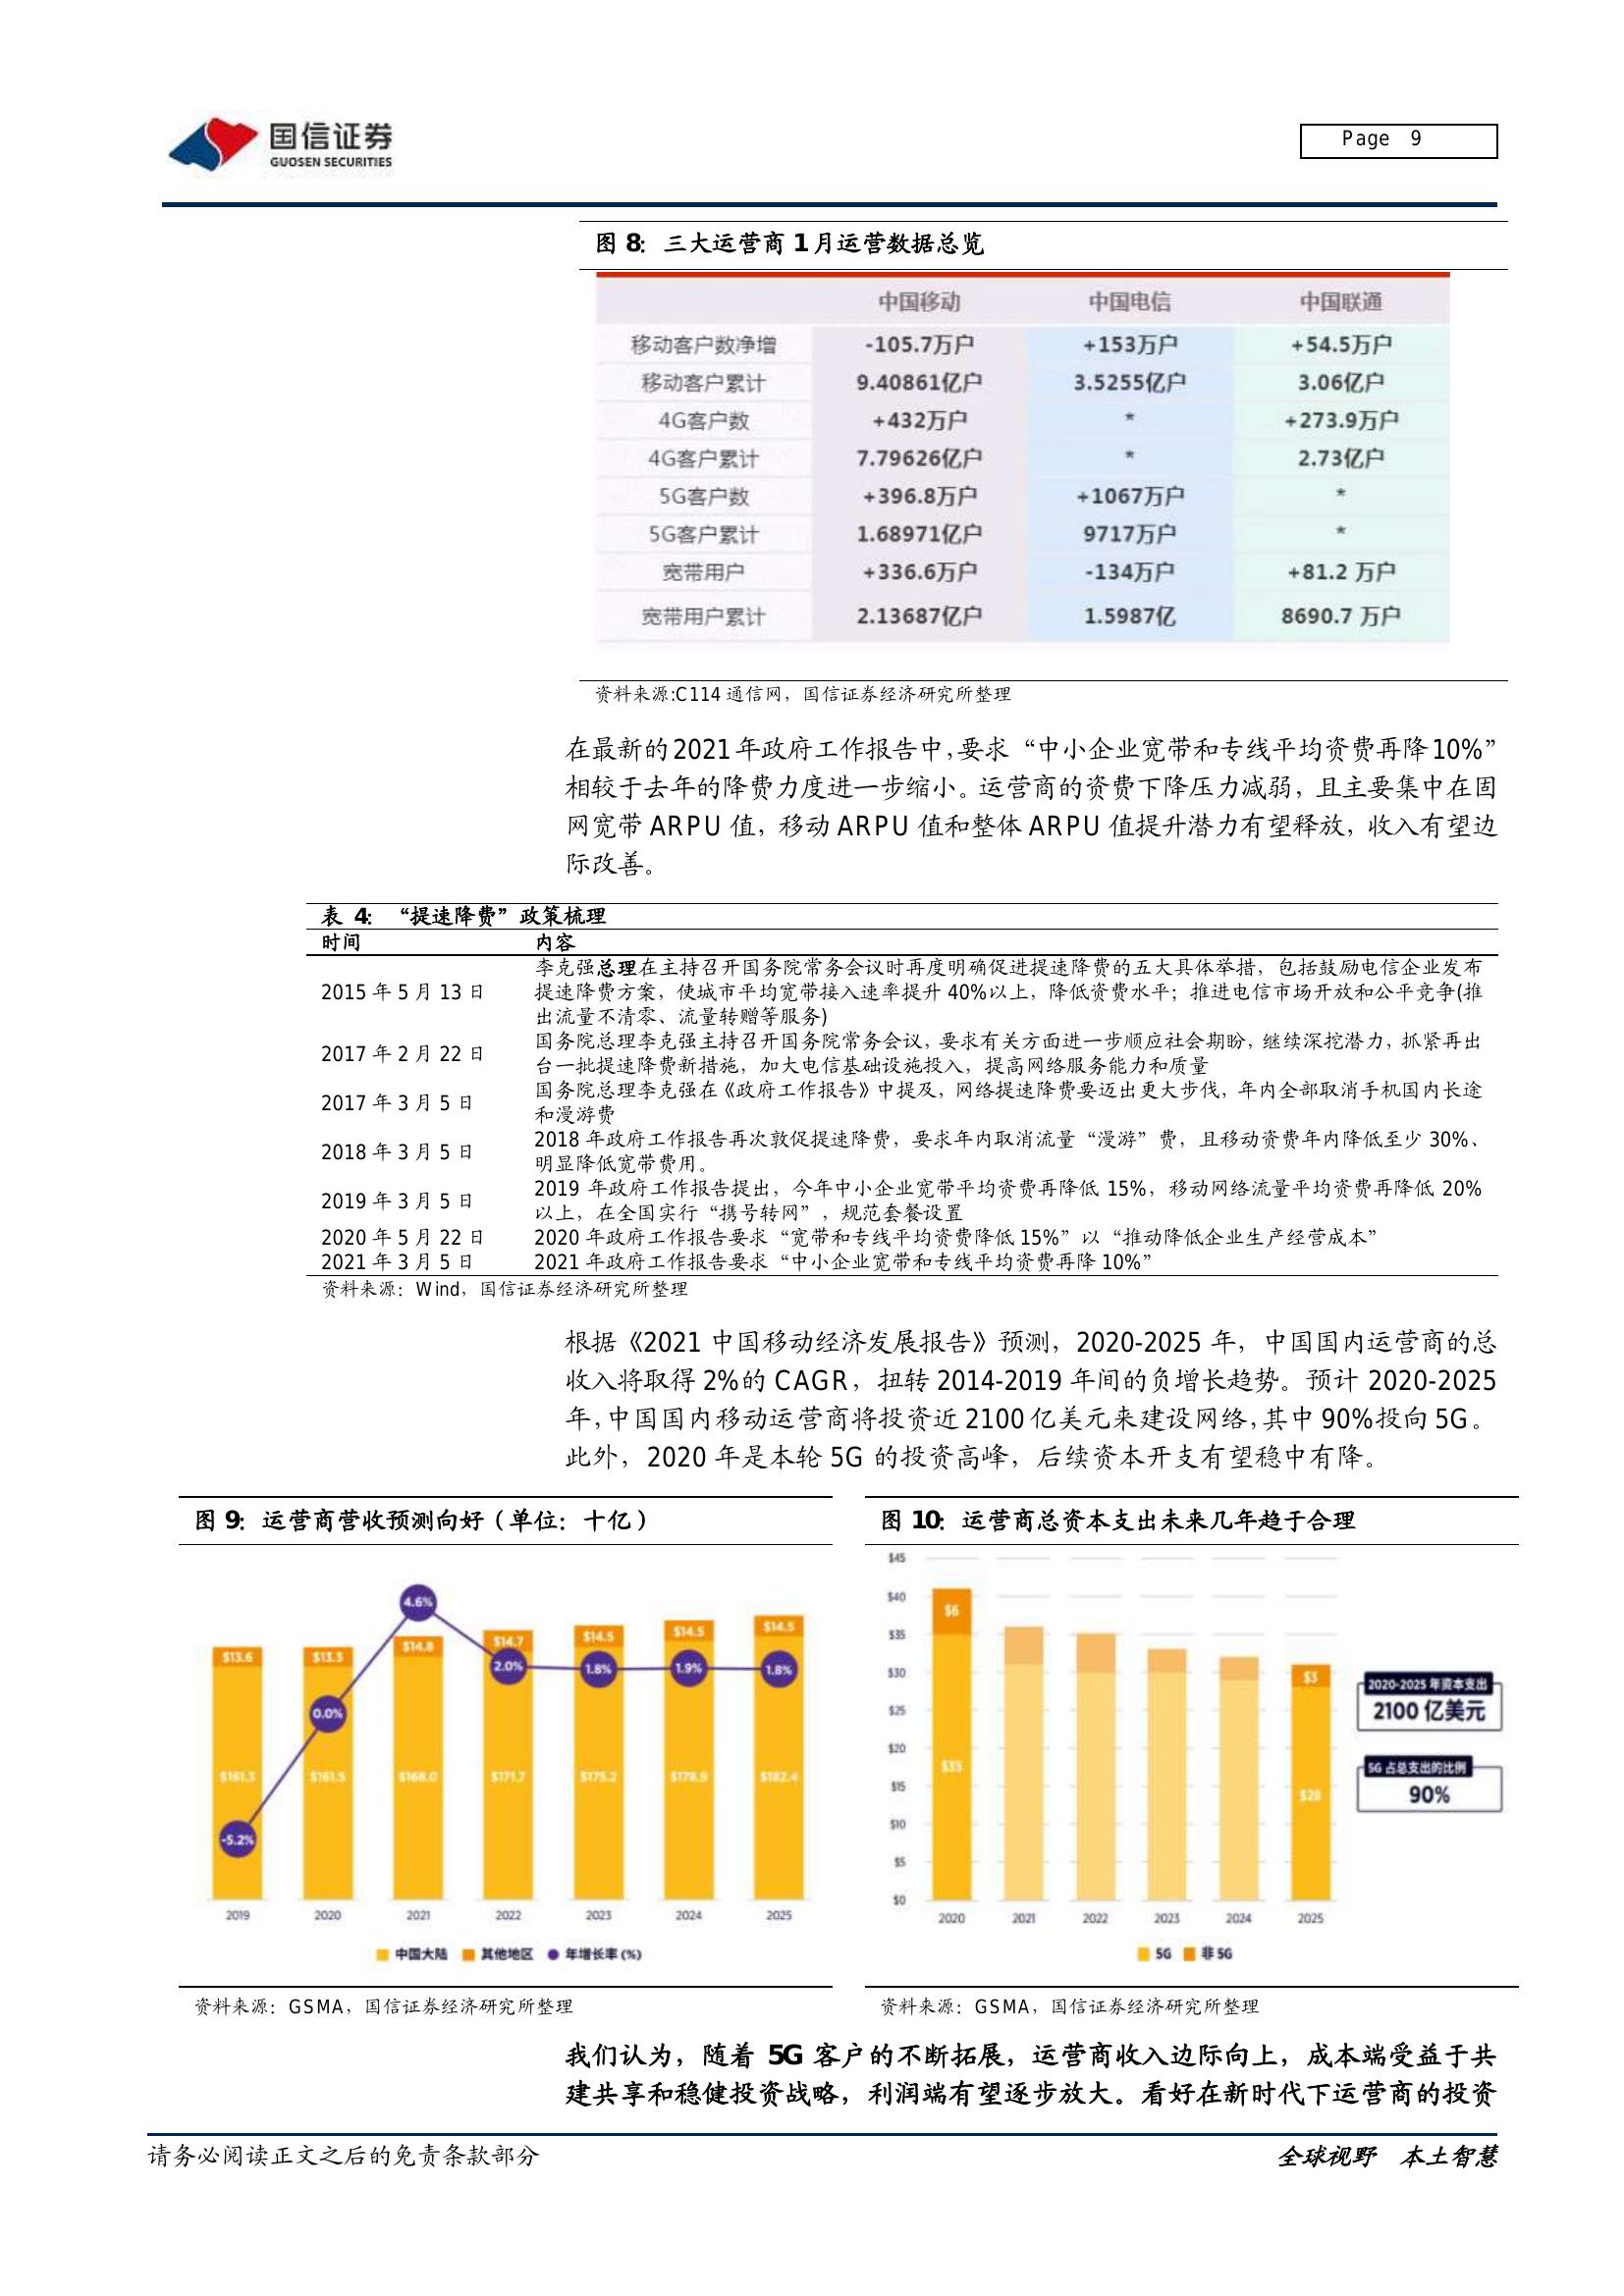 国信证券
GUOSEN SECURITIES
Page 9
图 8: 三大运营商 1 月运营数据总览
中国移动 中国电信 中国联通
移动客户数净增 -105.7万户 +153万户 +54.5万户
移动客户累计 9.40861亿户 3.5255亿户 3.06亿户
4G客户数 +432万户 * +273.9万户
4G客户累计 7.79626亿户 * 2.73亿户
5G客户数 +396.8万户 +1067万户 *
5G客户累计 1.68971亿户 9717万户 *
宽带用户 +336.6万户 -134万户 +81.2 万户
宽带用户累计 2.13687亿户 1.5987亿 8690.7 万户
资料来源:C114 通信网，国信证券经济研究所整理
在最新的 2021 年政府工作报告中，要求“中小企业宽带和专线平均资费再降 10%”
相较于去年的降费力度进一步缩小。运营商的资费下降压力减弱，且主要集中在固
网宽带 ARPU 值，移动 ARPU 值和整体 ARPU 值提升潜力有望释放，收入有望边
际改善。
表 4: “提速降费”政策梳理
时间 内容
李克强总理在主持召开国务院常务会议时再度明确促进提速降费的五大具体举措，包括鼓励电信企业发布
2015 年 5 月 13 日 提速降费方案，使城市平均宽带接入速率提升 40%以上，降低资费水平；推进电信市场开放和公平竞争(推
出流量不清零、流量转赠等服务)
国务院总理李克强主持召开国务院常务会议，要求有关方面进一步顺应社会期盼，继续深挖潜力，抓紧再出
2017 年 2 月 22 日 台一批提速降费新措施，加大电信基础设施投入，提高网络服务能力和质量
国务院总理李克强在《政府工作报告》中提及，网络提速降费要迈出更大步伐，年内全部取消手机国内长途
2017 年 3 月 5 日 和漫游费
2018 年政府工作报告再次敦促提速降费，要求年内取消流量“漫游”费，且移动资费年内降低至少 30%、
2018 年 3 月 5 日 明显降低宽带费用。
2019 年政府工作报告提出，今年中小企业宽带平均资费再降低 15%，移动网络流量平均资费再降低 20%
2019 年 3 月 5 日 以上，在全国实行“携号转网”，规范套餐设置
2020 年 5 月 22 日 2020 年政府工作报告要求“宽带和专线平均资费降低 15%”以“推动降低企业生产经营成本”
2021 年 3 月 5 日 2021 年政府工作报告要求“中小企业宽带和专线平均资费再降 10%”
资料来源：Wind，国信证券经济研究所整理
根据《2021 中国移动经济发展报告》预测，2020-2025 年，中国国内运营商的总
收入将取得 2%的 CAGR，扭转 2014-2019 年间的负增长趋势。预计 2020-2025
年，中国国内移动运营商将投资近 2100 亿美元来建设网络，其中 90%投向 5G。
此外，2020 年是本轮 5G 的投资高峰，后续资本开支有望稳中有降。
图 9: 运营商营收预测向好（单位：十亿）
4.6%
$13.6 $13.3 $14.8 $14.7 $14.5 $14.5 $14.5
0.0% 2.0% 1.8% 1.9% 1.8%
$161.3 $161.5 $168.0 $171.7 $175.2 $178.9 $182.4
-5.2%
2019 2020 2021 2022 2023 2024 2025
中国大陆 其他地区 年增长率 (%)
资料来源：GSMA，国信证券经济研究所整理
图 10: 运营商总资本支出未来几年趋于合理
$45
$40
$35
$30
$25
$20
$15
$10
$5
$0
$6
$35
$3
$28
2020 2021 2022 2023 2024 2025
5G 非 5G
2020-2025 年资本支出
2100 亿美元
5G 占总支出的比例
90%
资料来源：GSMA，国信证券经济研究所整理
我们认为，随着 5G 客户的不断拓展，运营商收入边际向上，成本端受益于共
建共享和稳健投资战略，利润端有望逐步放大。看好在新时代下运营商的投资
请务必阅读正文之后的免责条款部分
全球视野 本土智慧